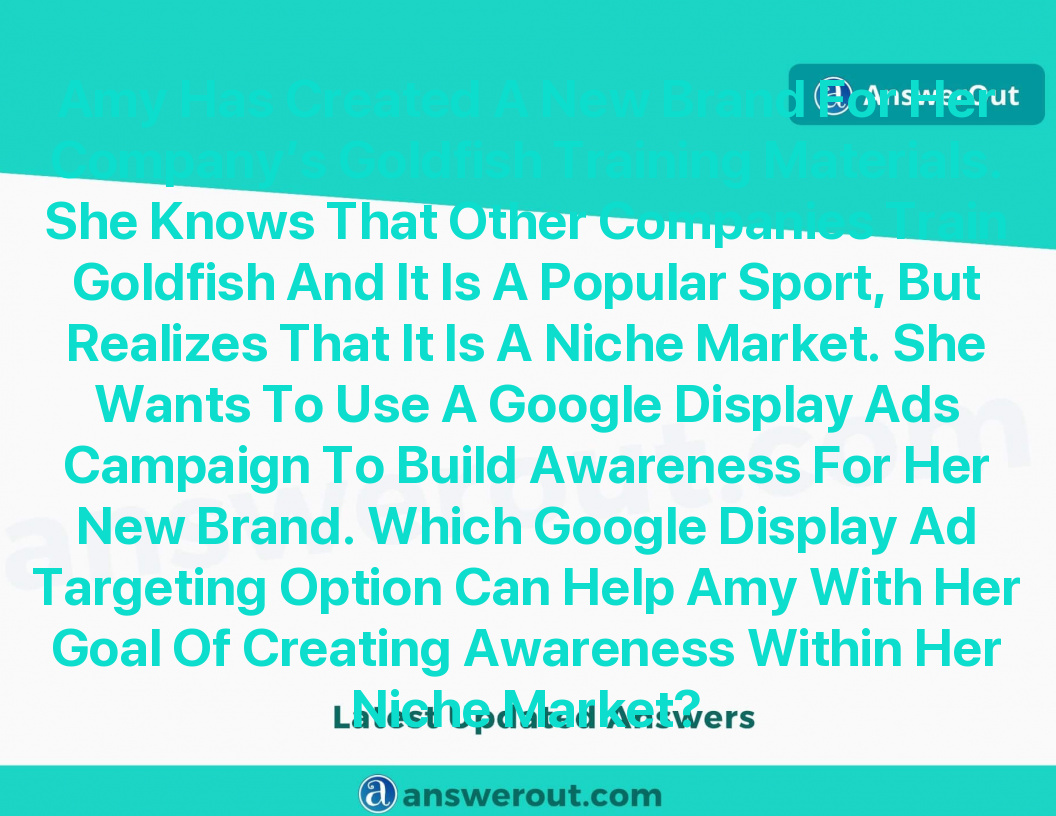 Amy Has Created A New Brand For Her
AnswerOut
Company's Goldfish Training Materials.
She Knows That Other Companies Train
Goldfish And It Is A Popular Sport, But
Realizes That It Is A Niche Market. She
Wants To Use A Google Display Ads
Campaign To Build Awareness For Her
New Brand. Which Google Display Ad
Targeting Option Can Help Amy With Her
Goal Of Creating Awareness Within Her
Niche Market?
Latest Updated Answers
answerout.com
answerout.com